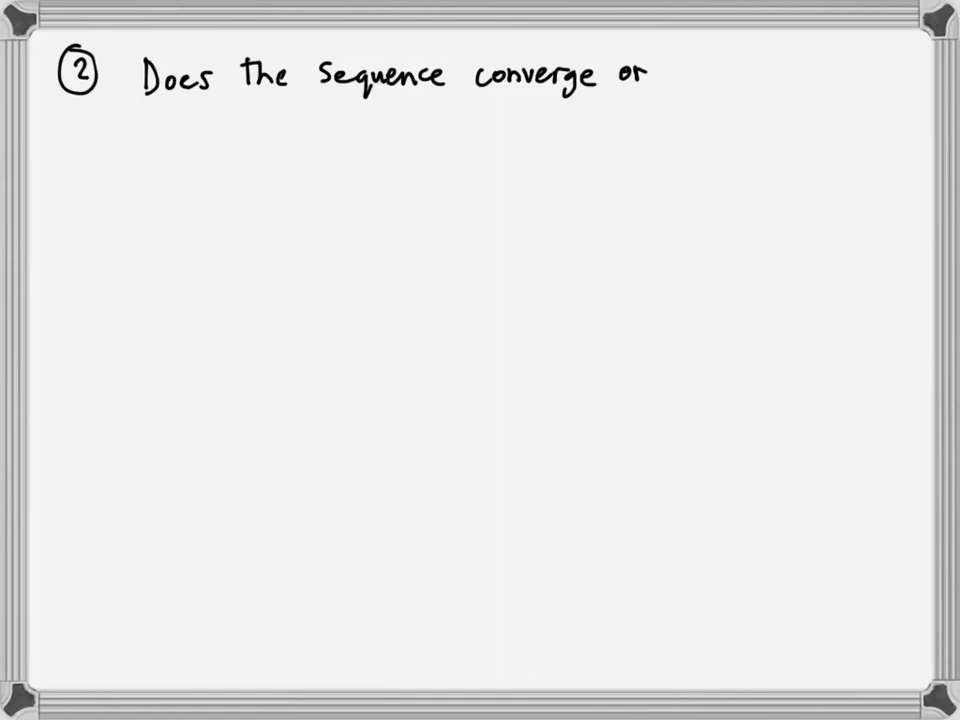 ② Does the sequence converge or